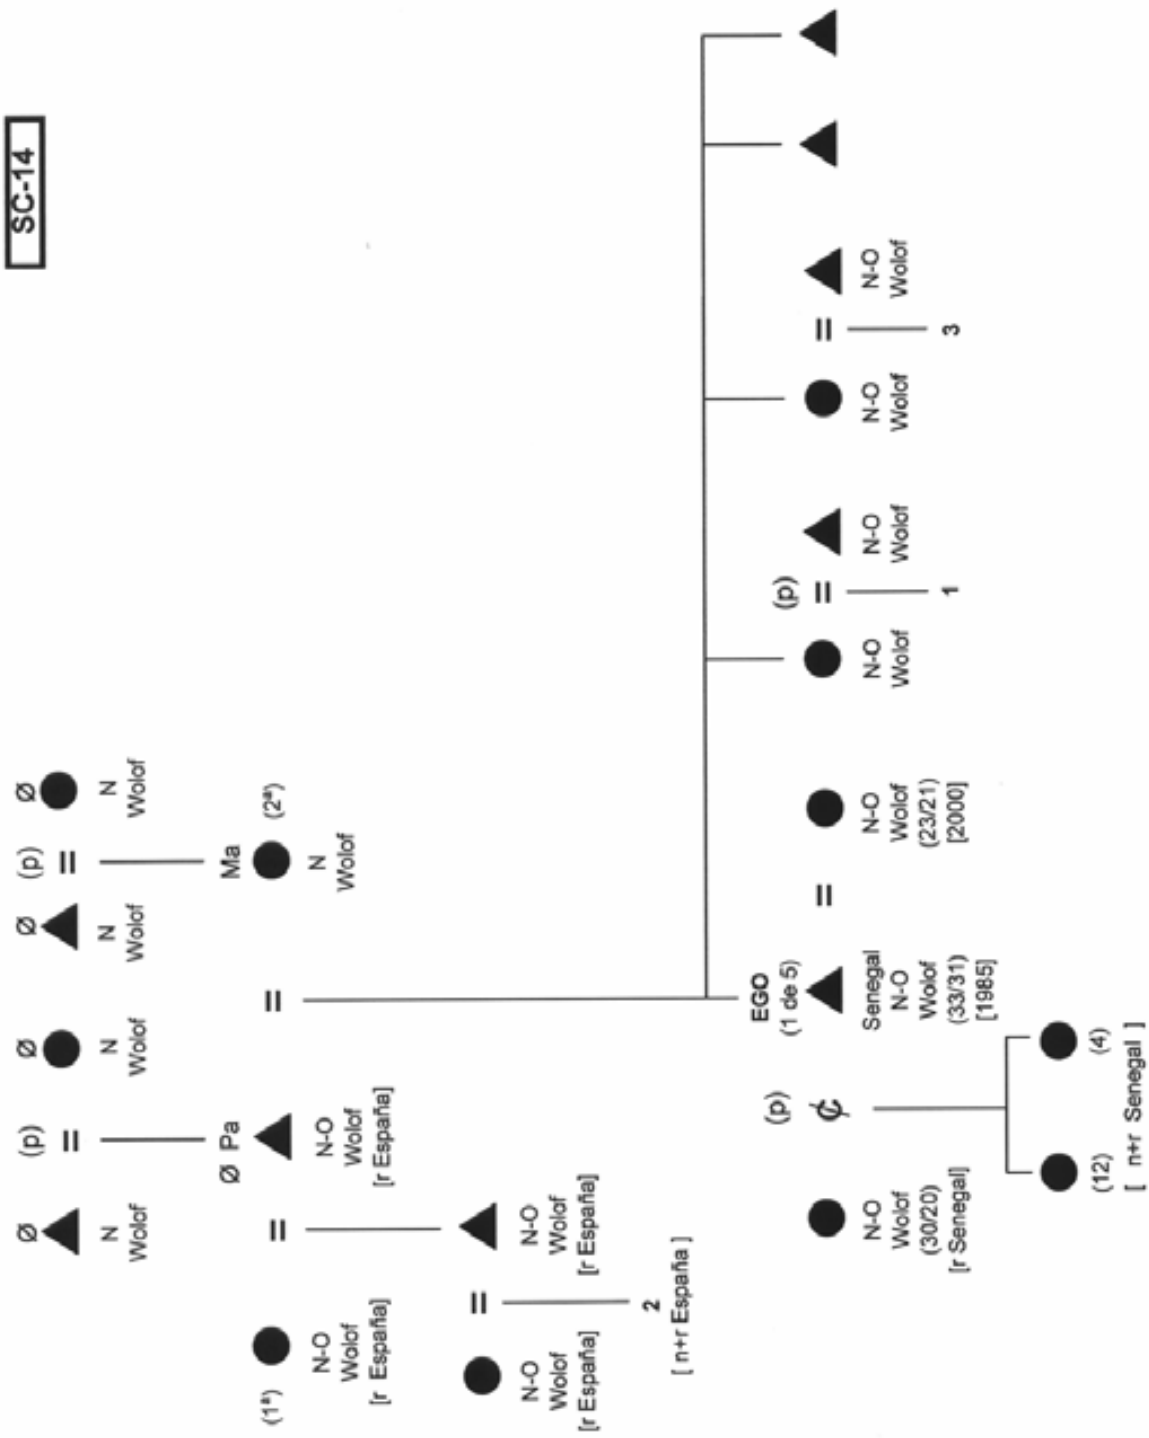 SC-14
Ø
N
Wolof
(p)
=
Ø
N
Wolof
Ø
N
Wolof
(p)
=
Ø
N
Wolof
(1ª)
N-O
Wolof
[r España]
=
Ø Pa
N-O
Wolof
[r España]
=
Ma
(2ª)
N
Wolof
N-O
Wolof
[r España]
=
2
[ n+r España ]
N-O
Wolof
[r España]
N-O
Wolof
(30/20)
[r Senegal]
(p)
₵
(12)
(4)
[ n+r Senegal ]
EGO
(1 de 5)
Senegal
N-O
Wolof
(33/31)
[1985]
=
N-O
Wolof
(23/21)
[2000]
N-O
Wolof
(p)
=
1
N-O
Wolof
N-O
Wolof
=
3
N-O
Wolof